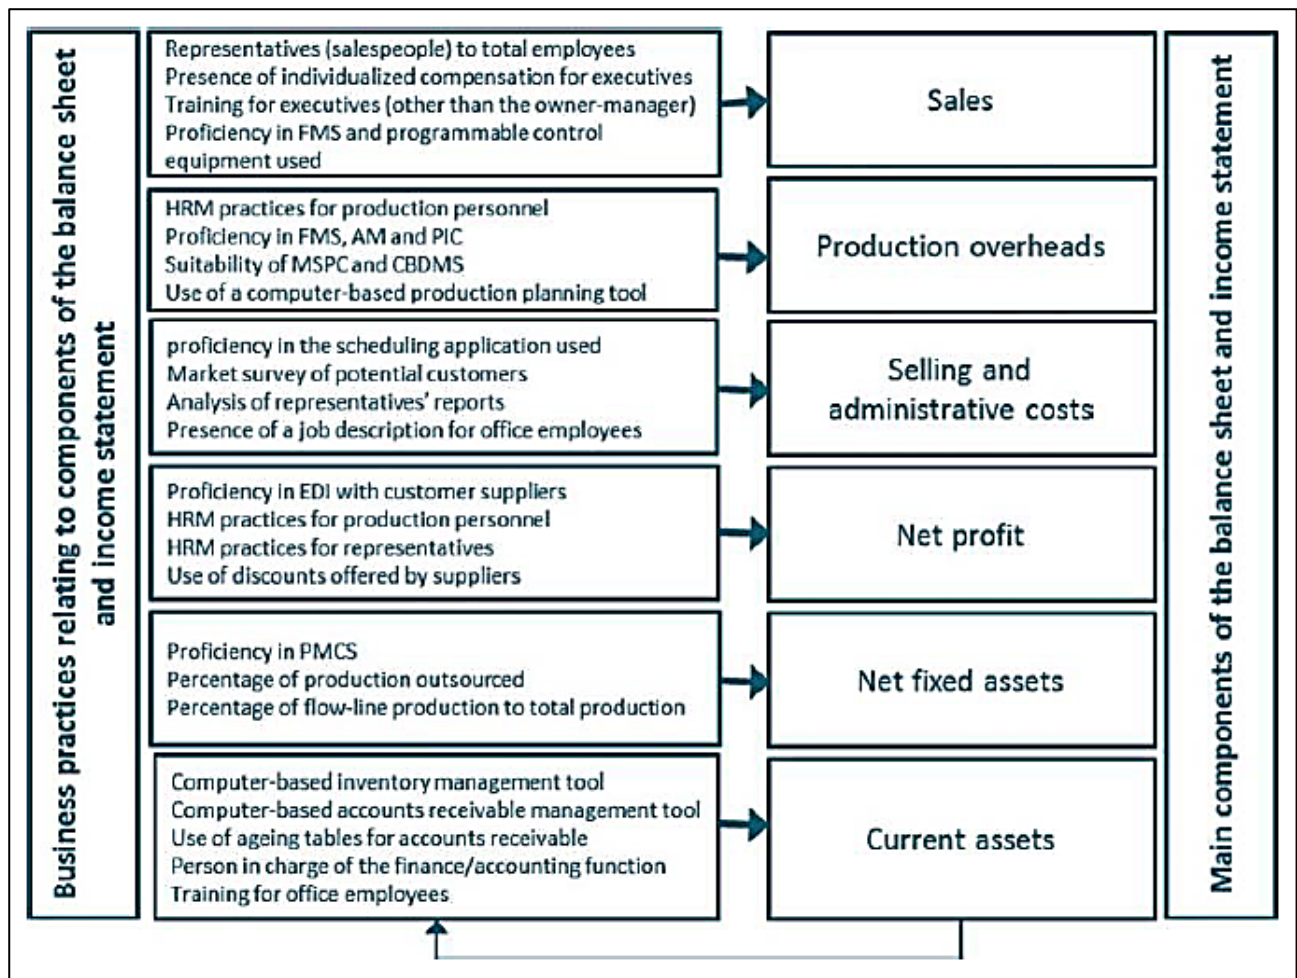 Business practices relating to components of the balance sheet
and income statement
Representatives (salespeople) to total employees
Presence of individualized compensation for executives
Training for executives (other than the owner-manager)
Proficiency in FMS and programmable control
equipment used
Sales
HRM practices for production personnel
Proficiency in FMS, AM and PIC
Suitability of MSPC and CBDMS
Use of a computer-based production planning tool
Production overheads
proficiency in the scheduling application used
Market survey of potential customers
Analysis of representatives' reports
Presence of a job description for office employees
Selling and
administrative costs
Proficiency in EDI with customer suppliers
HRM practices for production personnel
HRM practices for representatives
Use of discounts offered by suppliers
Net profit
Proficiency in PMCS
Percentage of production outsourced
Percentage of flow-line production to total production
Net fixed assets
Computer-based inventory management tool
Computer-based accounts receivable management tool
Use of ageing tables for accounts receivable
Person in charge of the finance/accounting function
Training for office employees
Current assets
Main components of the balance sheet and income statement